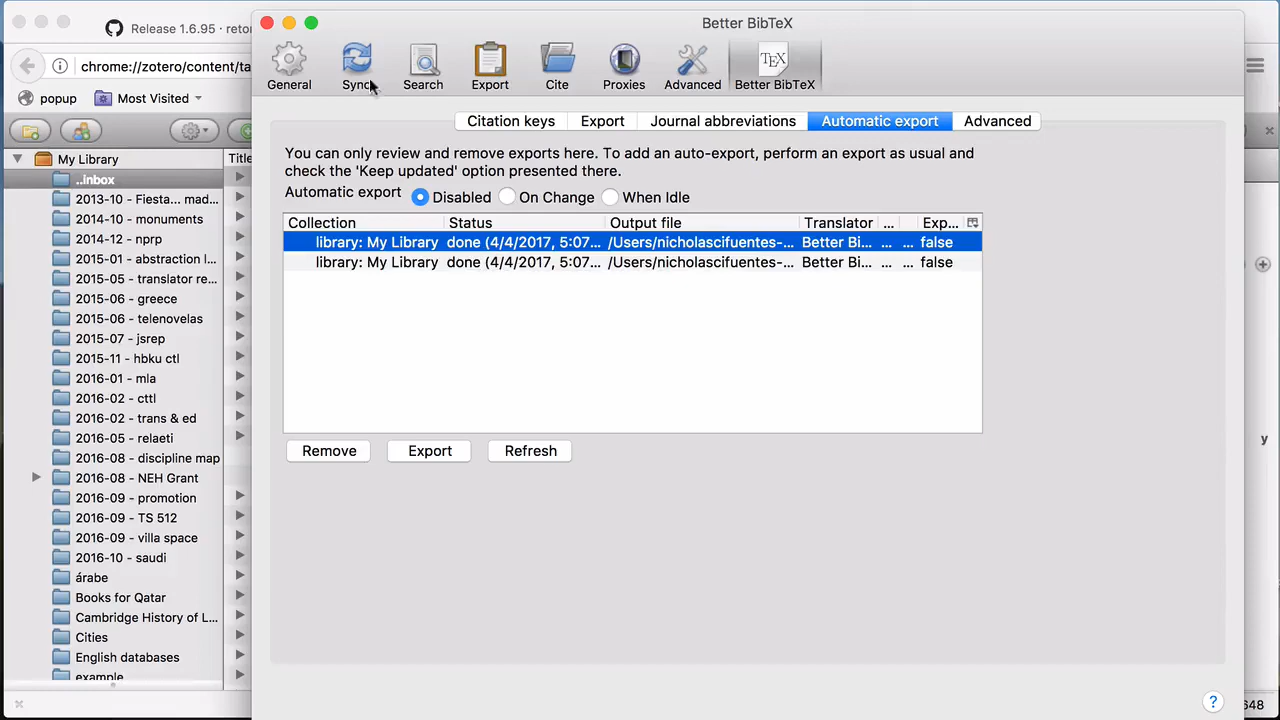 Better BibTeX
Release 1.6.95 - retor
chrome://zotero/content/ta
popup
Most Visited
General
Sync
Search
Export
Cite
Proxies
Advanced
TEX
Better BibTeX
Citation keys
Export
Journal abbreviations
Automatic export
Advanced
You can only review and remove exports here. To add an auto-export, perform an export as usual and
check the 'Keep updated' option presented there.
Automatic export
Disabled
On Change
When Idle
Collection Status Output file Translator ... Exp...
library: My Library done (4/4/2017, 5:07... /Users/nicholascifuentes-... Better Bi... ... ... false
library: My Library done (4/4/2017, 5:07... /Users/nicholascifuentes-... Better Bi... ... ... false
Remove
Export
Refresh
My Library
Title
..inbox
2013-10 - Fiesta... mad...
2014-10 - monuments
2014-12 - nprp
2015-01 - abstraction l...
2015-05 - translator re...
2015-06 - greece
2015-06 - telenovelas
2015-07 - jsrep
2015-11 - hbku ctl
2016-01 - mla
2016-02 - cttl
2016-02 - trans & ed
2016-05 - relaeti
2016-08 - discipline map
2016-08 - NEH Grant
2016-09 - promotion
2016-09 - TS 512
2016-09 - villa space
2016-10 - saudi
árabe
Books for Qatar
Cambridge History of L...
Cities
English databases
example
y
?
648